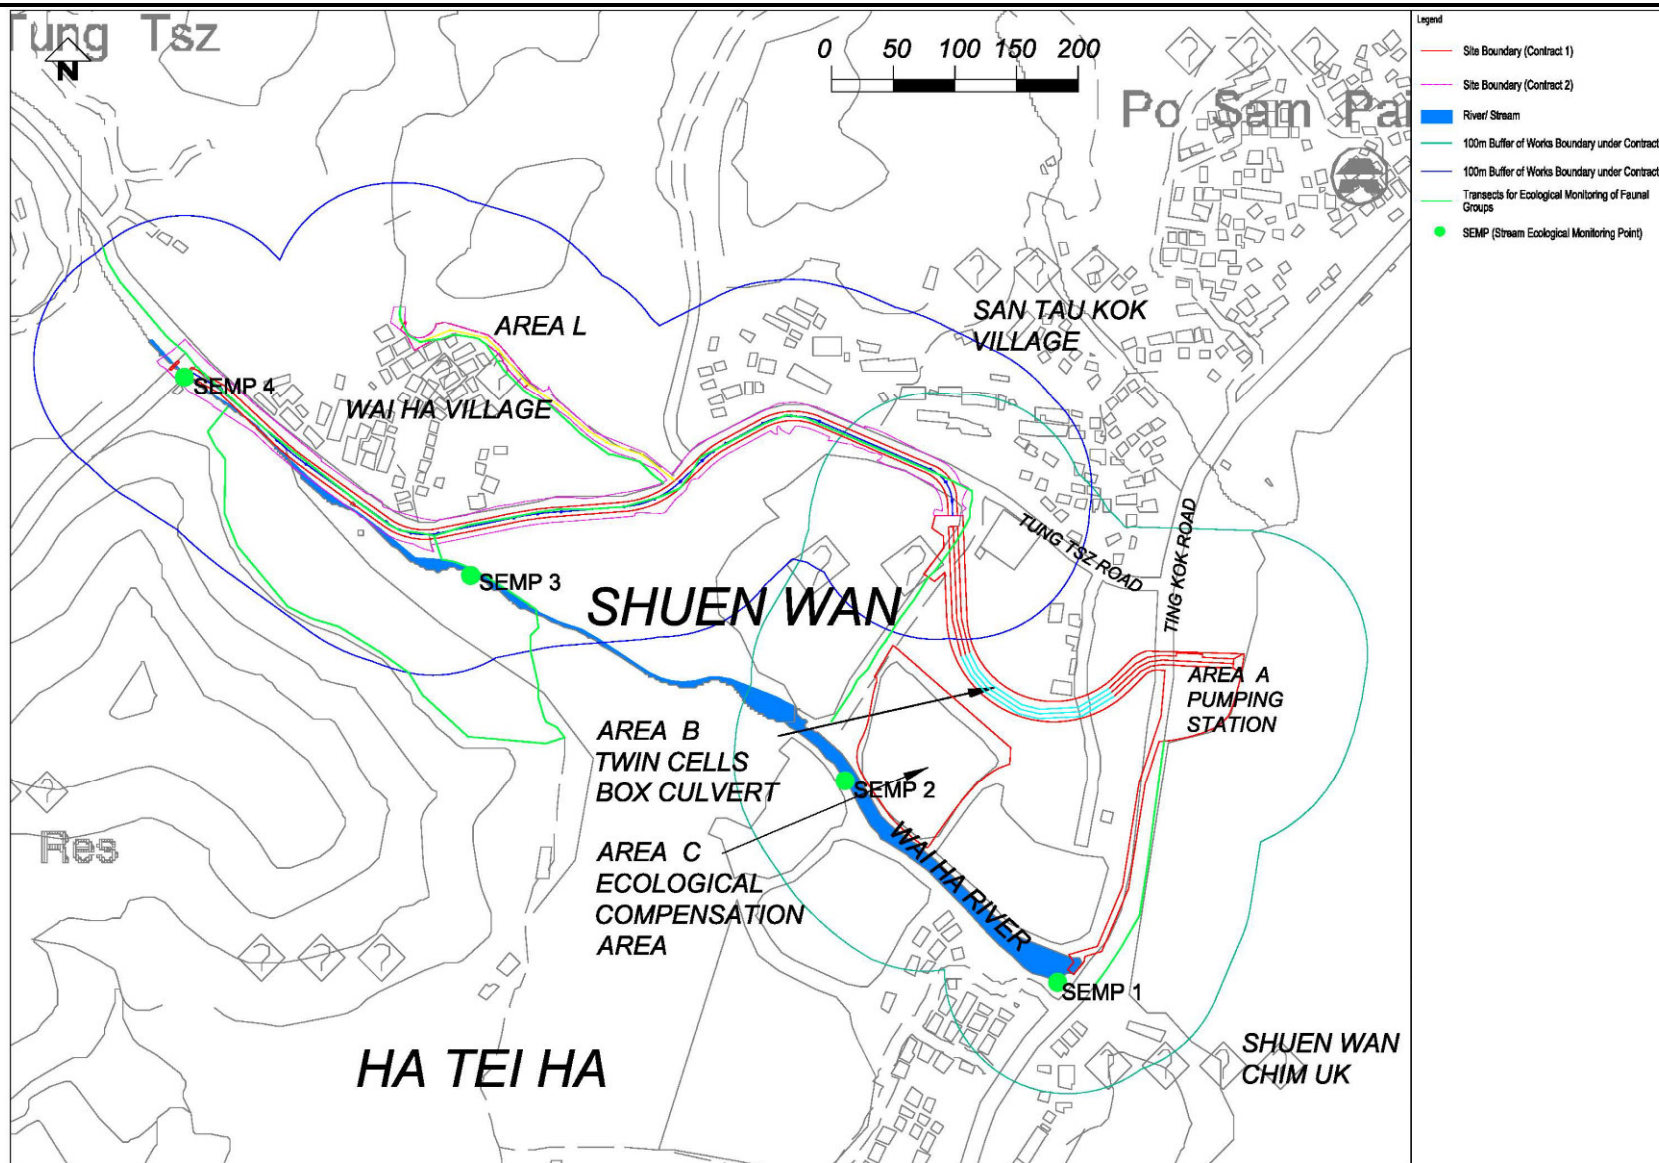 Tung Tsz
N
0 50 100 150 200
Po Sam Pai
Legend
Site Boundary (Contract 1)
Site Boundary (Contract 2)
River/ Stream
100m Buffer of Works Boundary under Contract
100m Buffer of Works Boundary under Contract
Transects for Ecological Monitoring of Faunal
Groups
SEMP (Stream Ecological Monitoring Point)
SAN TAU KOK
VILLAGE
AREA L
SEMP 4
WAI HA VILLAGE
TUNG TSZ ROAD
TING KOK ROAD
SEMP 3
SHUEN WAN
AREA A
PUMPING
STATION
AREA B
TWIN CELLS
BOX CULVERT
SEMP 2
WAI HA RIVER
AREA C
ECOLOGICAL
COMPENSATION
AREA
Res
SEMP 1
HA TEI HA
SHUEN WAN
CHIM UK